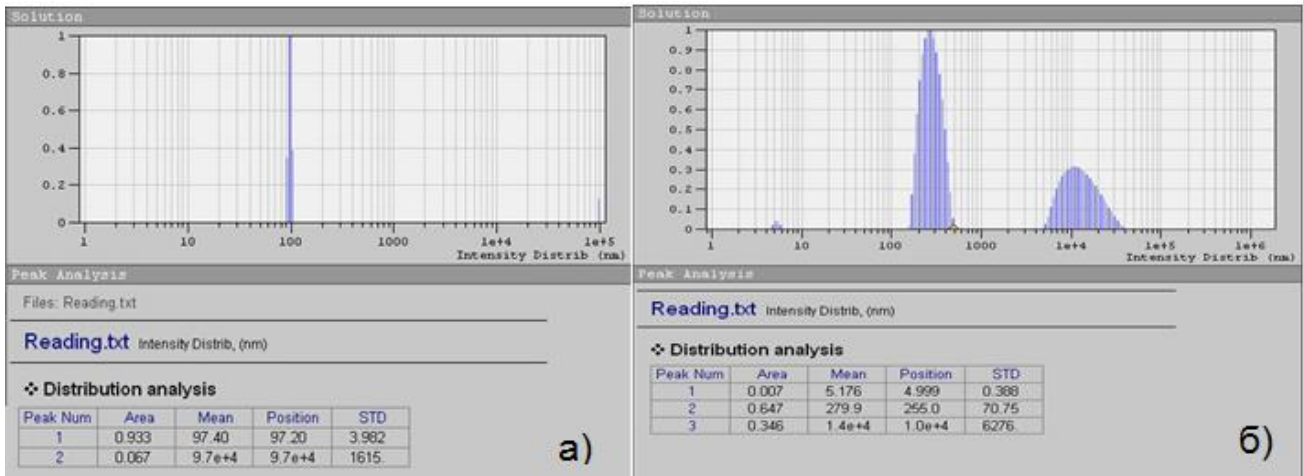 Solution
1
0.8
0.6
0.4
0.2
0
1 10 100 1000 1e+4 1e+5
Intensity Distrib (nm)
Peak Analysis
Files: Reading.txt
Reading.txt Intensity Distrib, (nm)
❖ Distribution analysis
Peak Num Area Mean Position STD
1 0.933 97.40 97.20 3.982
2 0.067 9.7e+4 9.7e+4 1615.
а)
Solution
1
0.9
0.8
0.7
0.6
0.5
0.4
0.3
0.2
0.1
0
1 10 100 1000 1e+4 1e+5 1e+6
Intensity Distrib (nm)
Peak Analysis
Reading.txt Intensity Distrib, (nm)
❖ Distribution analysis
Peak Num Area Mean Position STD
1 0.007 5.176 4.999 0.388
2 0.647 279.9 255.0 70.75
3 0.346 1.4e+4 1.0e+4 6276.
б)